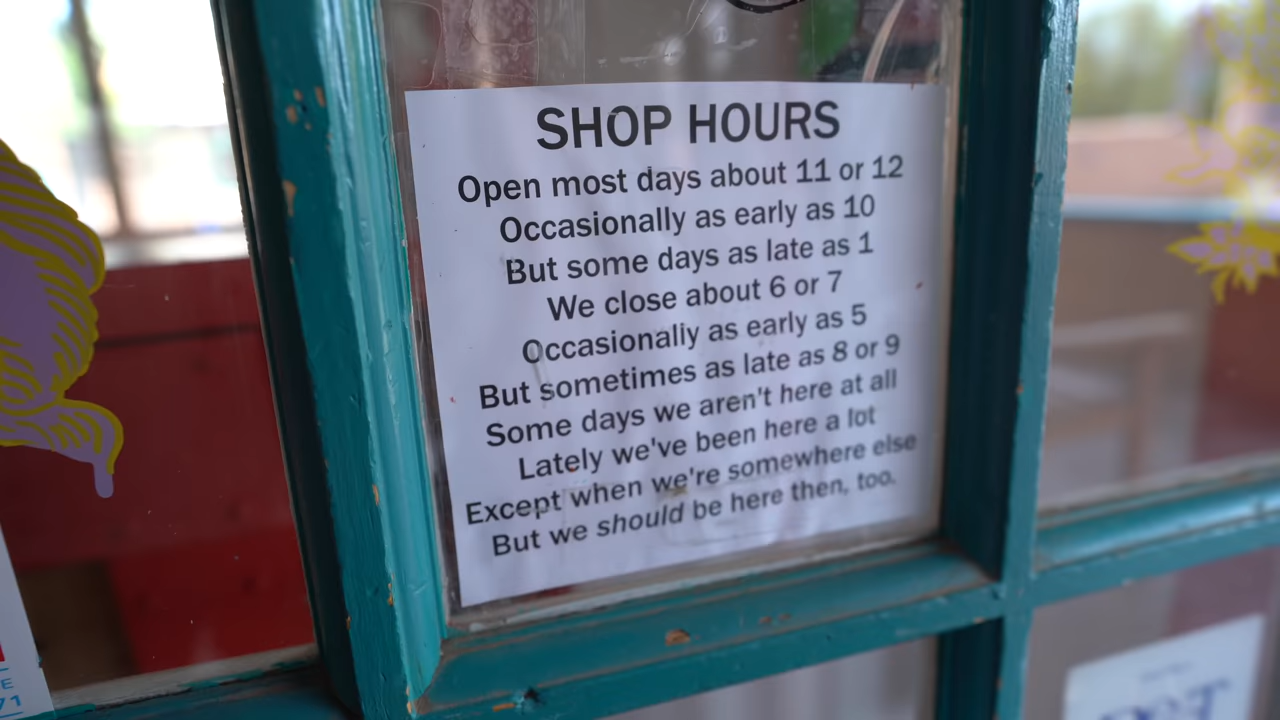 SHOP HOURS
Open most days about 11 or 12
Occasionally as early as 10
But some days as late as 1
We close about 6 or 7
Occasionally as early as 5
But sometimes as late as 8 or 9
Some days we aren't here at all
Lately we've been here a lot
Except when we're somewhere else
But we should be here then, too.
E
71